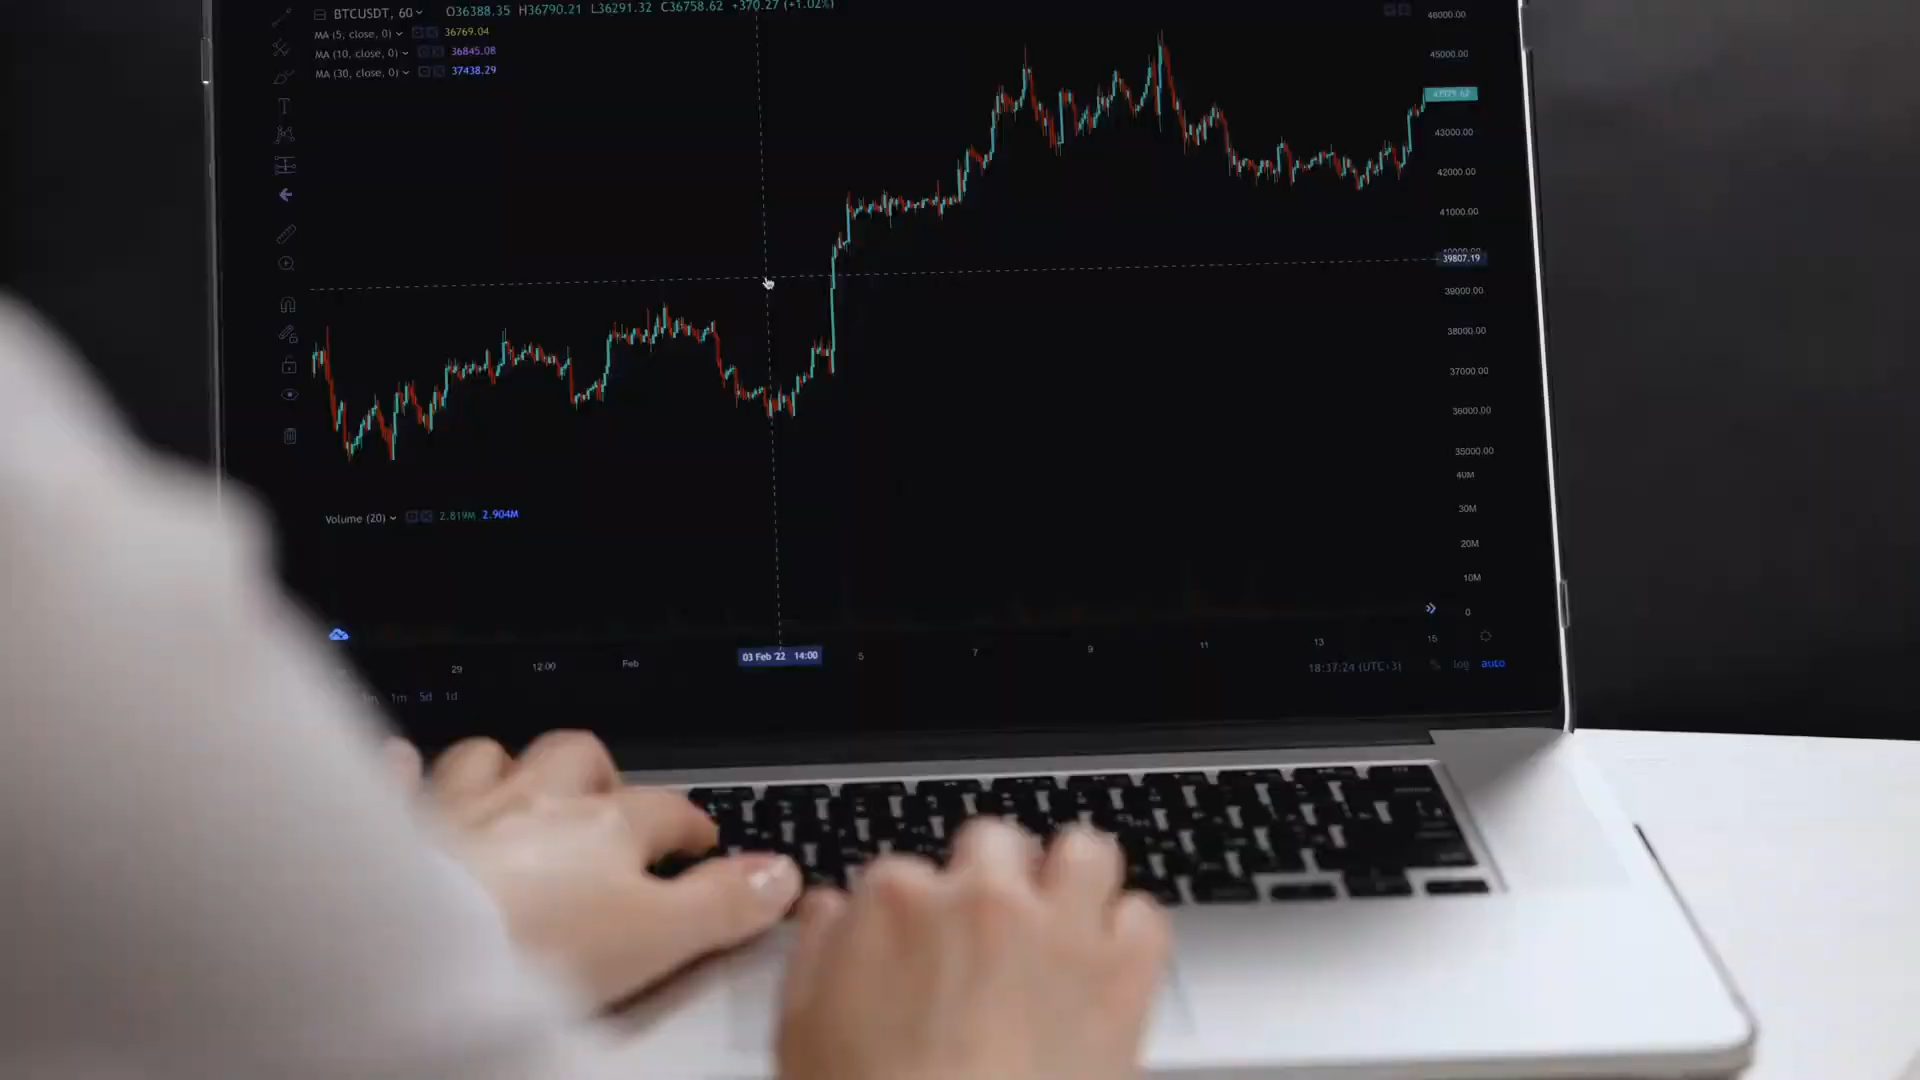 BTCUSDT, 60 O36388.35 H36790.21 L36291.32 C36758.62 +370.27 (+1.02%)
MA (5, close, 0) 36769.04
MA (10, close, 0) 36845.08
MA (30, close, 0) 37438.29
46000.00
45000.00
43000.00
42000.00
41000.00
39807.19
39000.00
38000.00
37000.00
36000.00
35000.00
Volume (20) 2.819M 2.904M
40M
30M
20M
10M
0
29 12:00 Feb 03 Feb '22 14:00 5 7 9 11 13 15
1m 5d 1d
18:37:24 (UTC+3) % log auto